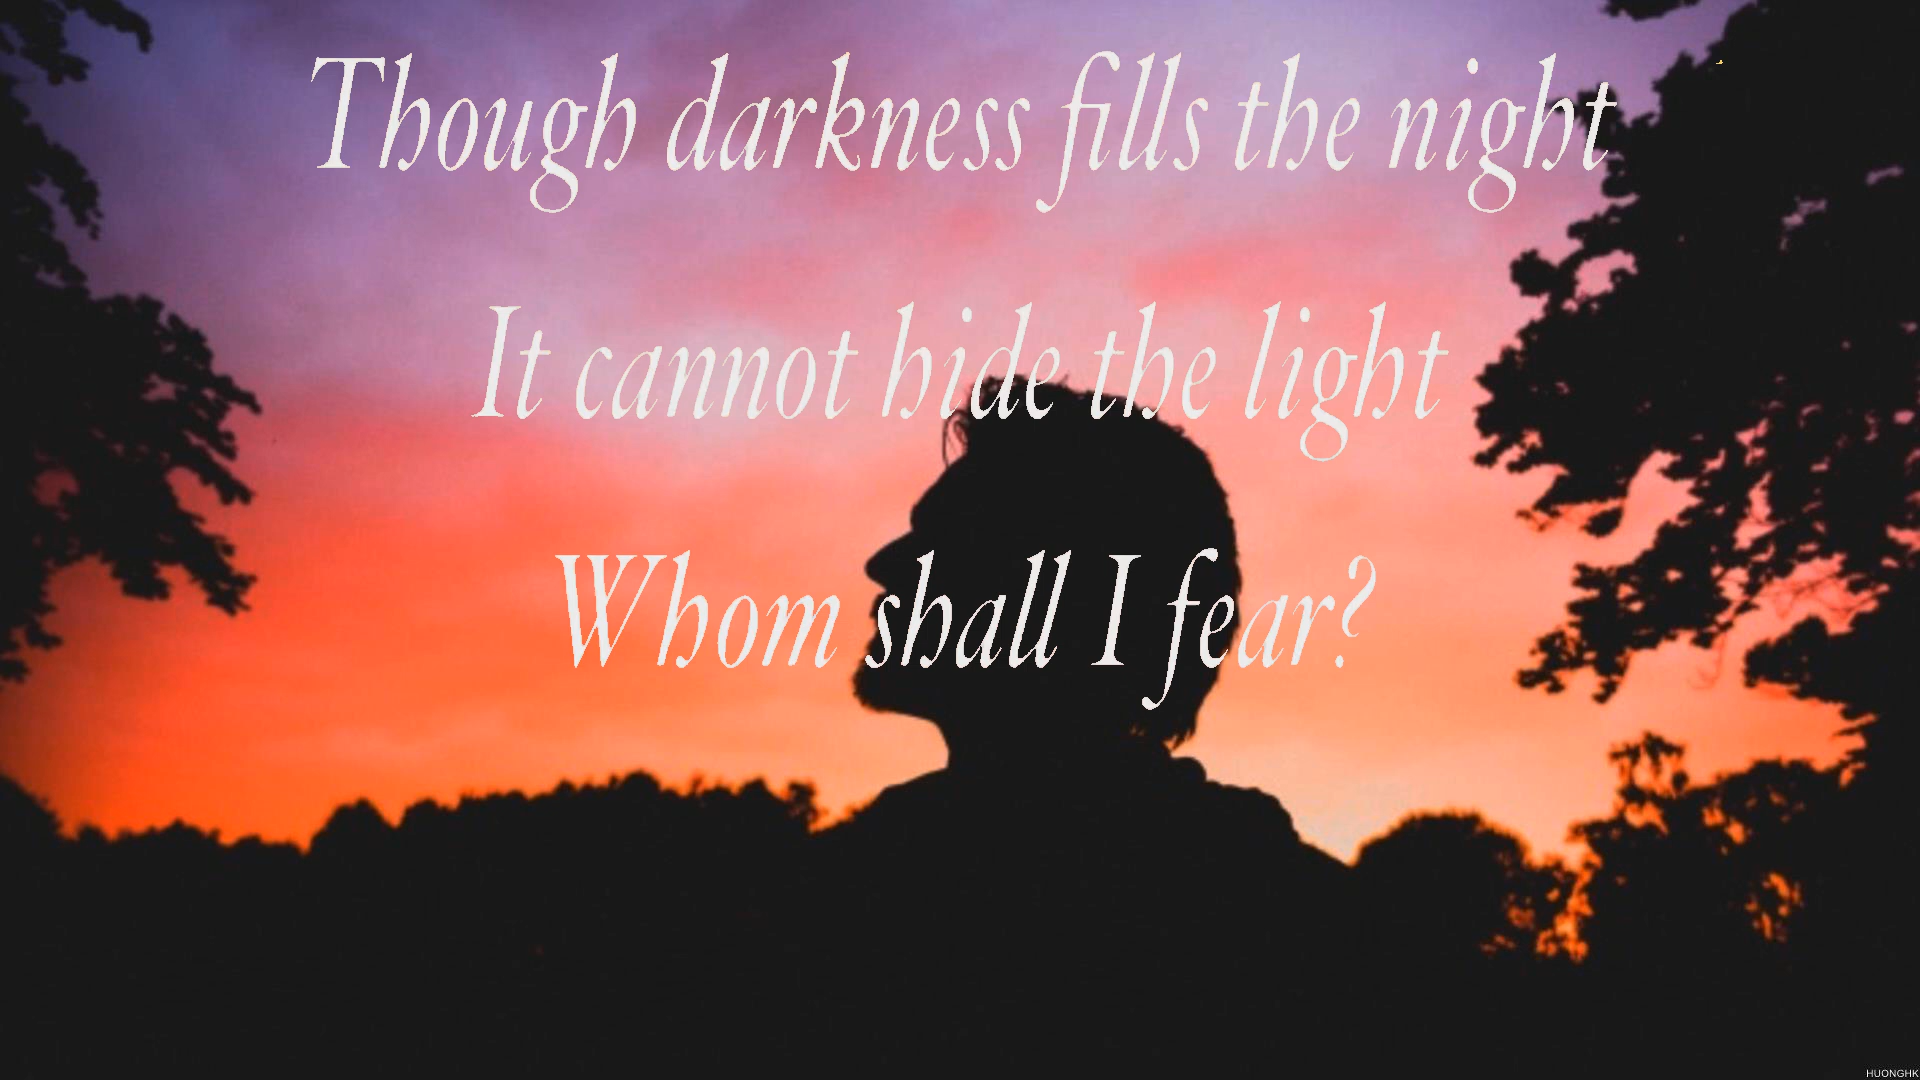 Though darkness fills the night
It cannot hide the light
Whom shall I fear?
HUONGHK